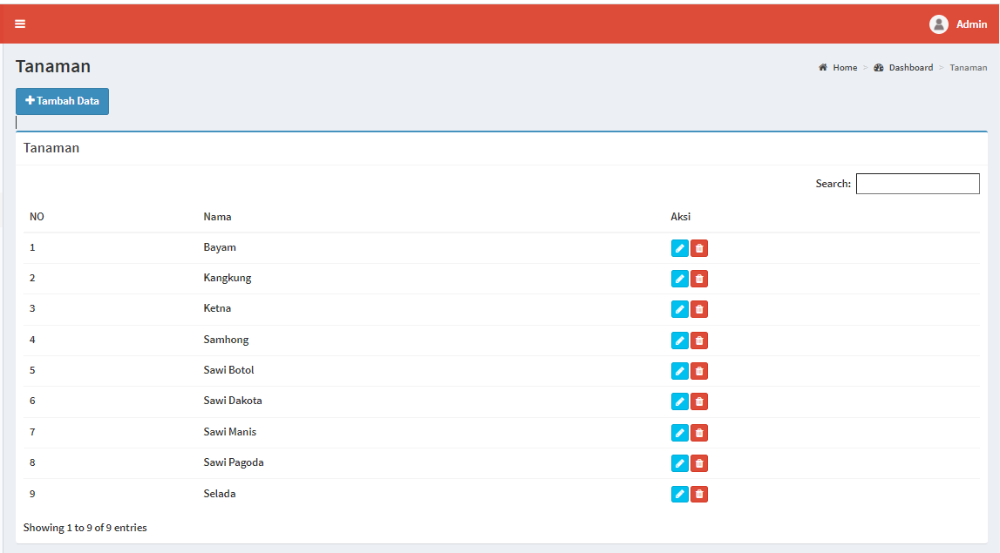 Admin
Tanaman
Home > Dashboard > Tanaman
Tambah Data
Tanaman
Search:
NO Nama Aksi
1 Bayam
2 Kangkung
3 Ketna
4 Samhong
5 Sawi Botol
6 Sawi Dakota
7 Sawi Manis
8 Sawi Pagoda
9 Selada
Showing 1 to 9 of 9 entries